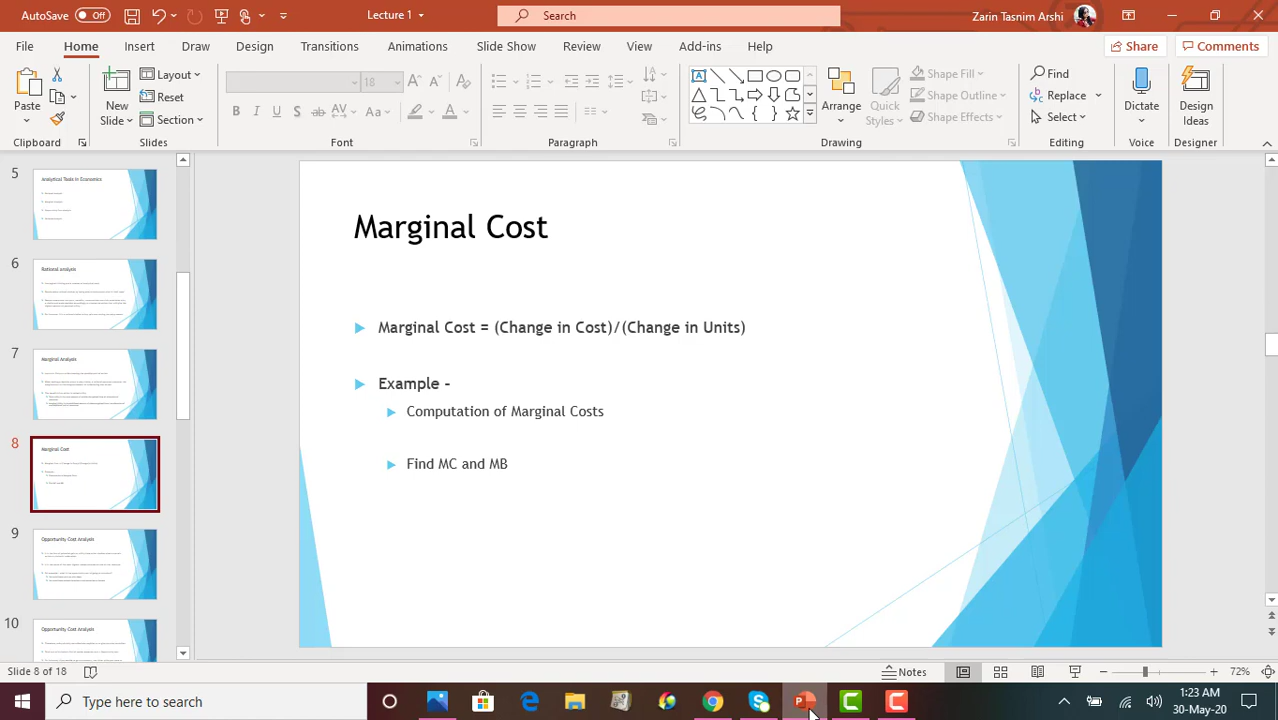 AutoSave Off
Lecture 1
Search
Zarin Tasnim Arshi
File Home Insert Draw Design Transitions Animations Slide Show Review View Add-ins Help
Share Comments
Paste
New
Slide
Layout
Reset
Section
18
Aa
Arrange
Quick
Styles
Shape Fill
Shape Outline
Shape Effects
Find
Replace
Select
Dictate
Design
Ideas
Clipboard Slides Font Paragraph Drawing Editing Voice Designer
5
Analytical Tools in Economics
6
Rational analysis
7
Marginal Analysis
8
Marginal Cost
9
Opportunity Cost Analysis
10
Opportunity Cost Analysis
Marginal Cost
Marginal Cost = (Change in Cost)/(Change in Units)
Example -
Computation of Marginal Costs
Find MC and MB
Slide 8 of 18
Notes
72%
Type here to search
1:23 AM
30-May-20